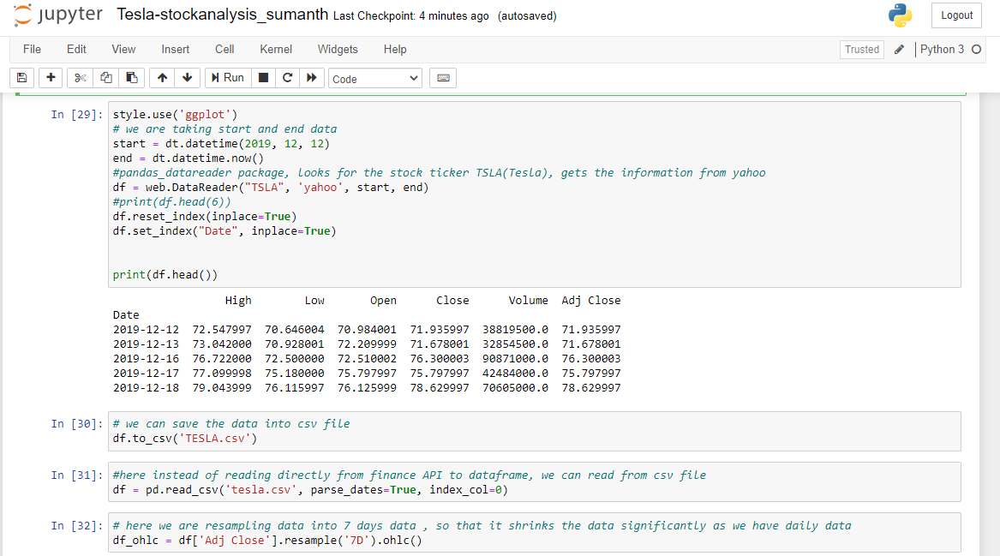 jupyter Tesla-stockanalysis_sumanth Last Checkpoint: 4 minutes ago (autosaved) Logout
File Edit View Insert Cell Kernel Widgets Help Trusted Python 3
Run Code
In [29]: style.use('ggplot')
# we are taking start and end data
start = dt.datetime(2019, 12, 12)
end = dt.datetime.now()
#pandas_datareader package, looks for the stock ticker TSLA(Tesla), gets the information from yahoo
df = web.DataReader("TSLA", 'yahoo', start, end)
#print(df.head(6))
df.reset_index(inplace=True)
df.set_index("Date", inplace=True)
print(df.head())
High Low Open Close Volume Adj Close
Date
2019-12-12 72.547997 70.646004 70.984001 71.935997 38819500.0 71.935997
2019-12-13 73.042000 70.928001 72.209999 71.678001 32854500.0 71.678001
2019-12-16 76.722000 72.500000 72.510002 76.300003 90871000.0 76.300003
2019-12-17 77.099998 75.180000 75.797997 75.797997 42484000.0 75.797997
2019-12-18 79.043999 76.115997 76.125999 78.629997 70605000.0 78.629997
In [30]: # we can save the data into csv file
df.to_csv('TESLA.csv')
In [31]: #here instead of reading directly from finance API to dataframe, we can read from csv file
df = pd.read_csv('tesla.csv', parse_dates=True, index_col=0)
In [32]: # here we are resampling data into 7 days data , so that it shrinks the data significantly as we have daily data
df_ohlc = df['Adj Close'].resample('7D').ohlc()